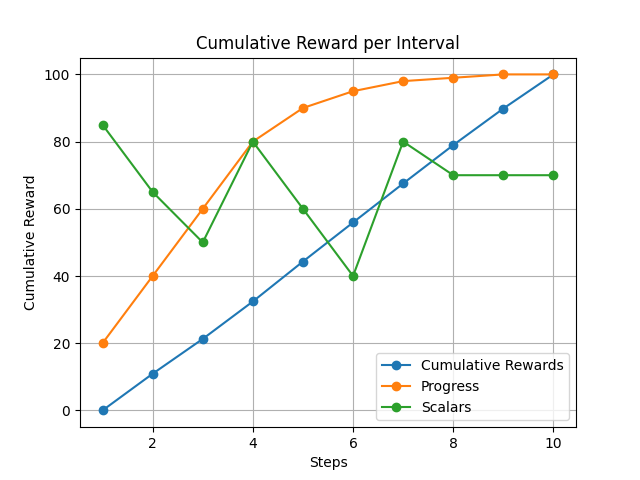 Cumulative Reward per Interval
Cumulative Reward
100
80
60
40
20
0
2
4
6
8
10
Steps
Cumulative Rewards
Progress
Scalars